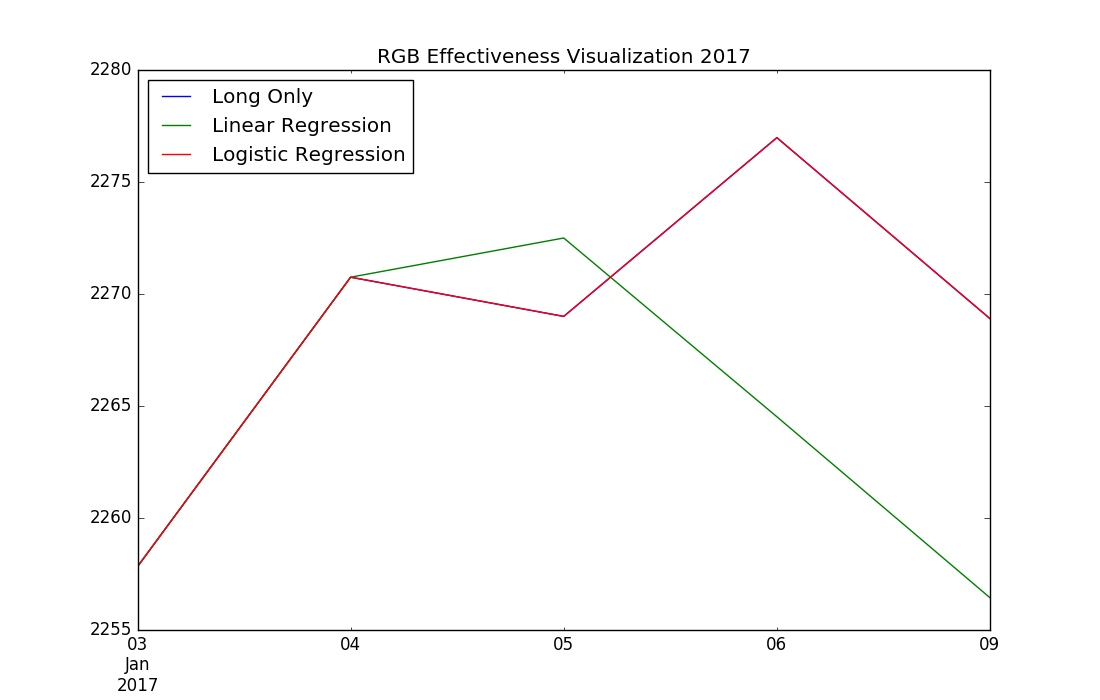 RGB Effectiveness Visualization 2017
Long Only
Linear Regression
Logistic Regression
2280
2275
2270
2265
2260
2255
03 04 05 06 09
Jan
2017